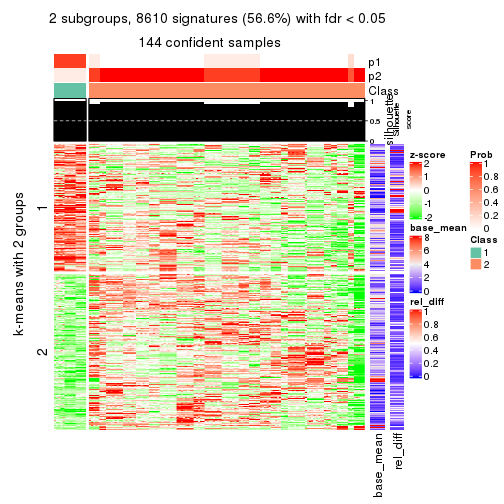 2 subgroups, 8610 signatures (56.6%) with fdr < 0.05
144 confident samples
p1
p2
Class
1
0.5
0
silhouette
Silhouette
score
k-means with 2 groups
1
2
base_mean
rel_diff
z-score
2
1
0
-1
-2
base_mean
8
6
4
2
0
rel_diff
1
0.8
0.6
0.4
0.2
0
Prob
1
0.8
0.6
0.4
0.2
0
Class
1
2